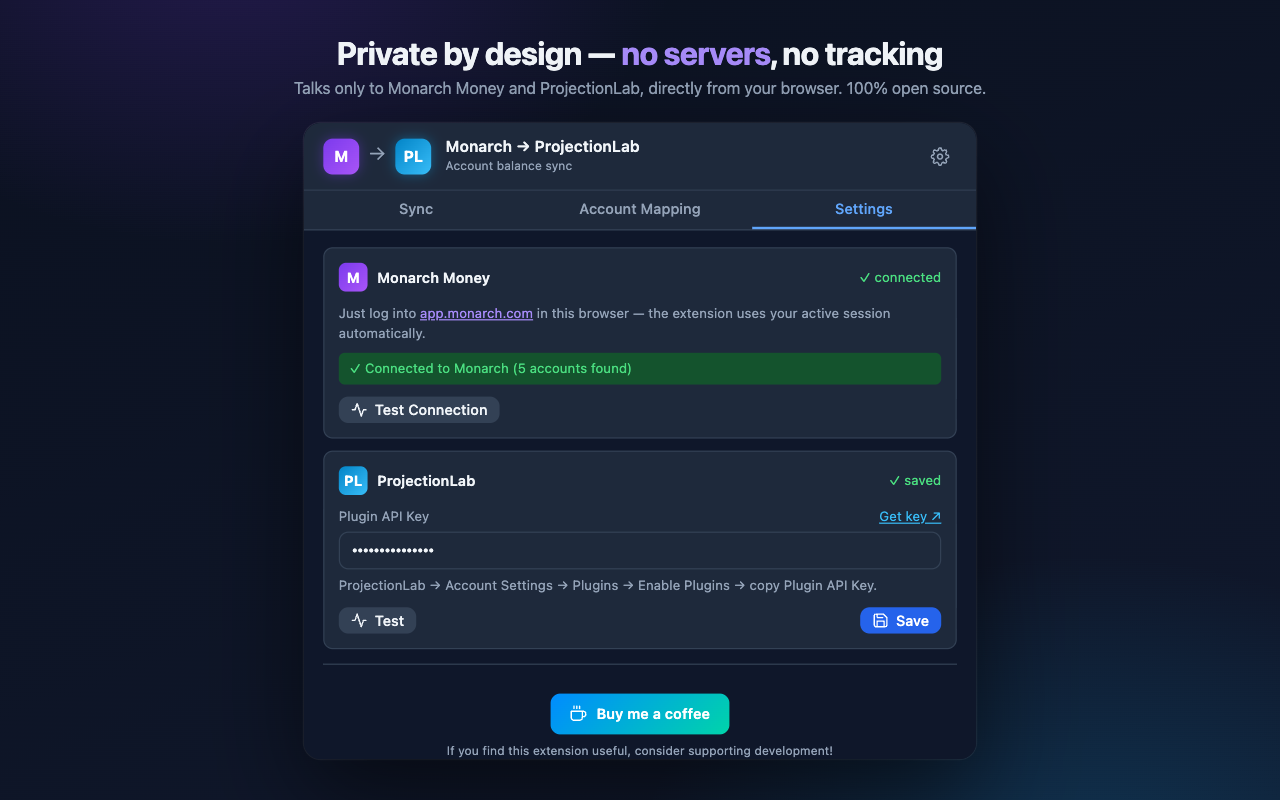 Private by design — no servers, no tracking
Talks only to Monarch Money and ProjectionLab, directly from your browser. 100% open source.
M → PL Monarch → ProjectionLab
Account balance sync
Sync Account Mapping Settings
M Monarch Money ✓ connected
Just log into app.monarch.com in this browser — the extension uses your active session
automatically.
✓ Connected to Monarch (5 accounts found)
Test Connection
PL ProjectionLab ✓ saved
Plugin API Key Get key ↗
•••••••••••••••
ProjectionLab → Account Settings → Plugins → Enable Plugins → copy Plugin API Key.
Test Save
Buy me a coffee
If you find this extension useful, consider supporting development!